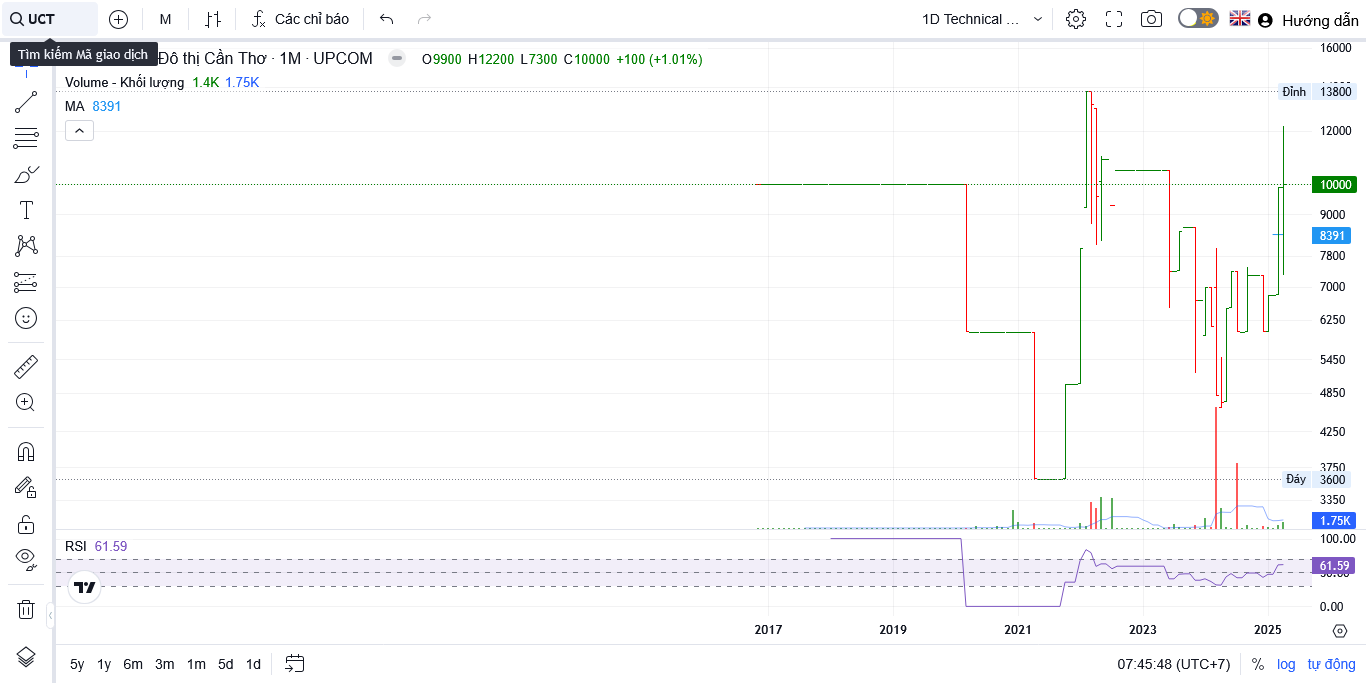 UCT
M
Các chỉ báo
1D Technical ...
Hướng dẫn
Tìm kiếm Mã giao dịch
Đô thị Cần Thơ · 1M · UPCOM
O9900 H12200 L7300 C10000 +100 (+1.01%)
Volume - Khối lượng 1.4K 1.75K
MA 8391
16000
Đỉnh 13800
12000
10000
9000
8391
7800
7000
6250
5450
4850
4250
3750
Đáy 3600
3350
1.75K
RSI 61.59
100.00
61.59
50.00
0.00
2017 2019 2021 2023 2025
5y 1y 6m 3m 1m 5d 1d
07:45:48 (UTC+7) % log tự động